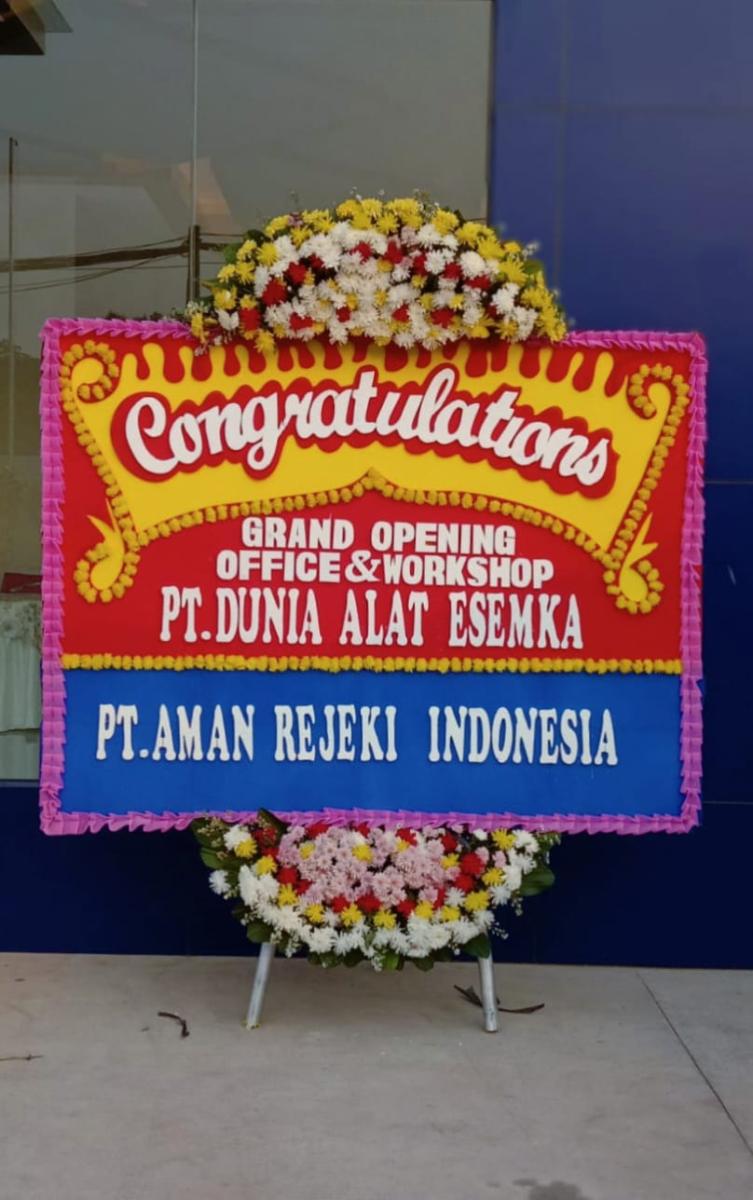 Congratulations
GRAND OPENING
OFFICE & WORKSHOP
PT. DUNIA ALAT ESEMKA
PT. AMAN REJEKI INDONESIA